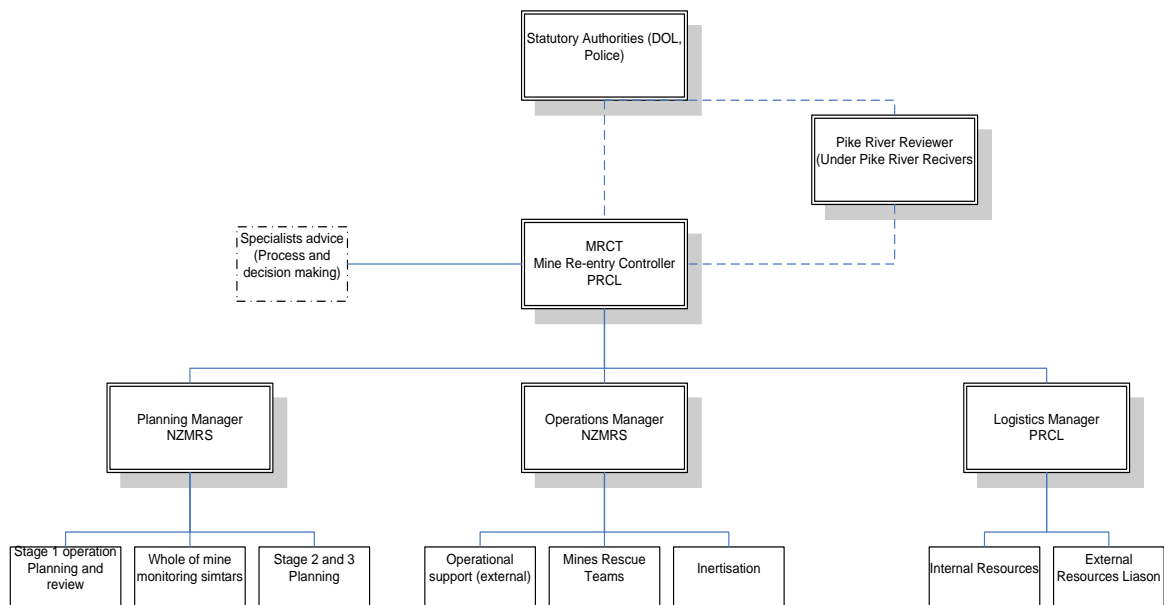 Statutory Authorities (DOL,
Police)
Pike River Reviewer
(Under Pike River Recivers
Specialists advice
(Process and
decision making)
MRCT
Mine Re-entry Controller
PRCL
Planning Manager
NZMRS
Operations Manager
NZMRS
Logistics Manager
PRCL
Stage 1 operation
Planning and
review
Whole of mine
monitoring simtars
Stage 2 and 3
Planning
Operational
support (external)
Mines Rescue
Teams
Inertisation
Internal Resources
External
Resources Liason